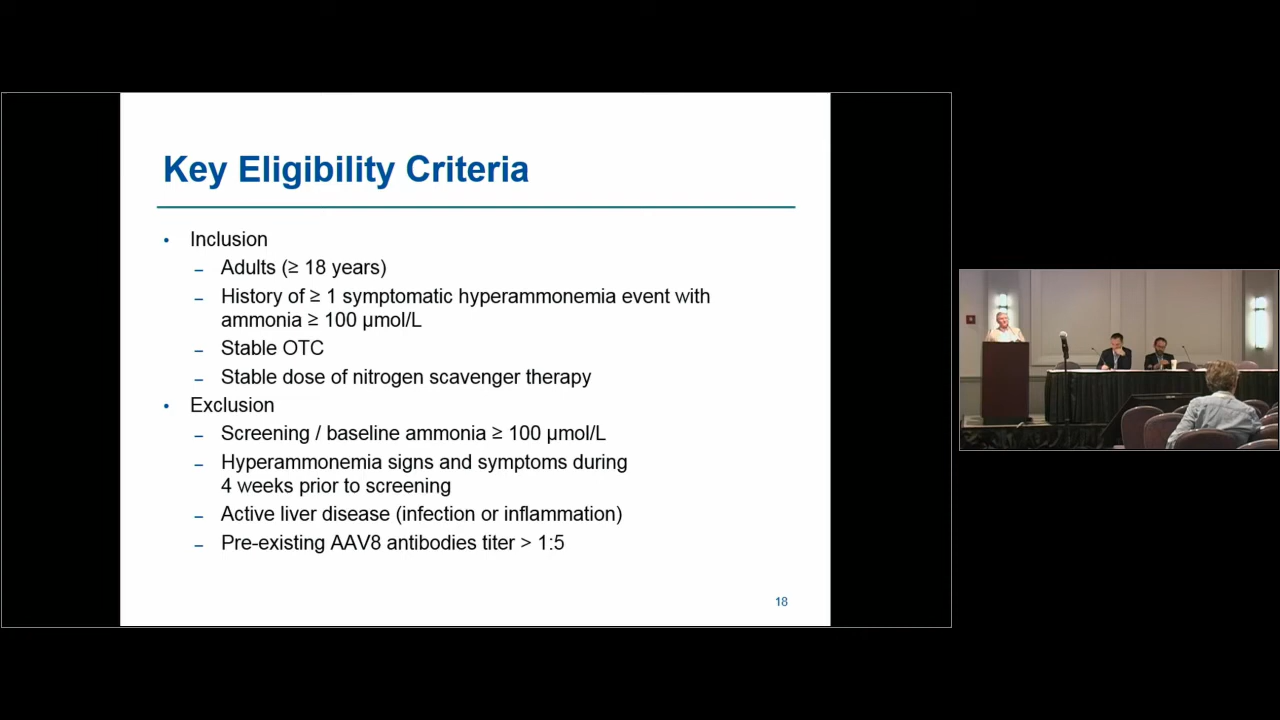 Key Eligibility Criteria
• Inclusion
– Adults (≥ 18 years)
– History of ≥ 1 symptomatic hyperammonemia event with
ammonia ≥ 100 µmol/L
– Stable OTC
– Stable dose of nitrogen scavenger therapy
• Exclusion
– Screening / baseline ammonia ≥ 100 µmol/L
– Hyperammonemia signs and symptoms during
4 weeks prior to screening
– Active liver disease (infection or inflammation)
– Pre-existing AAV8 antibodies titer > 1:5
18